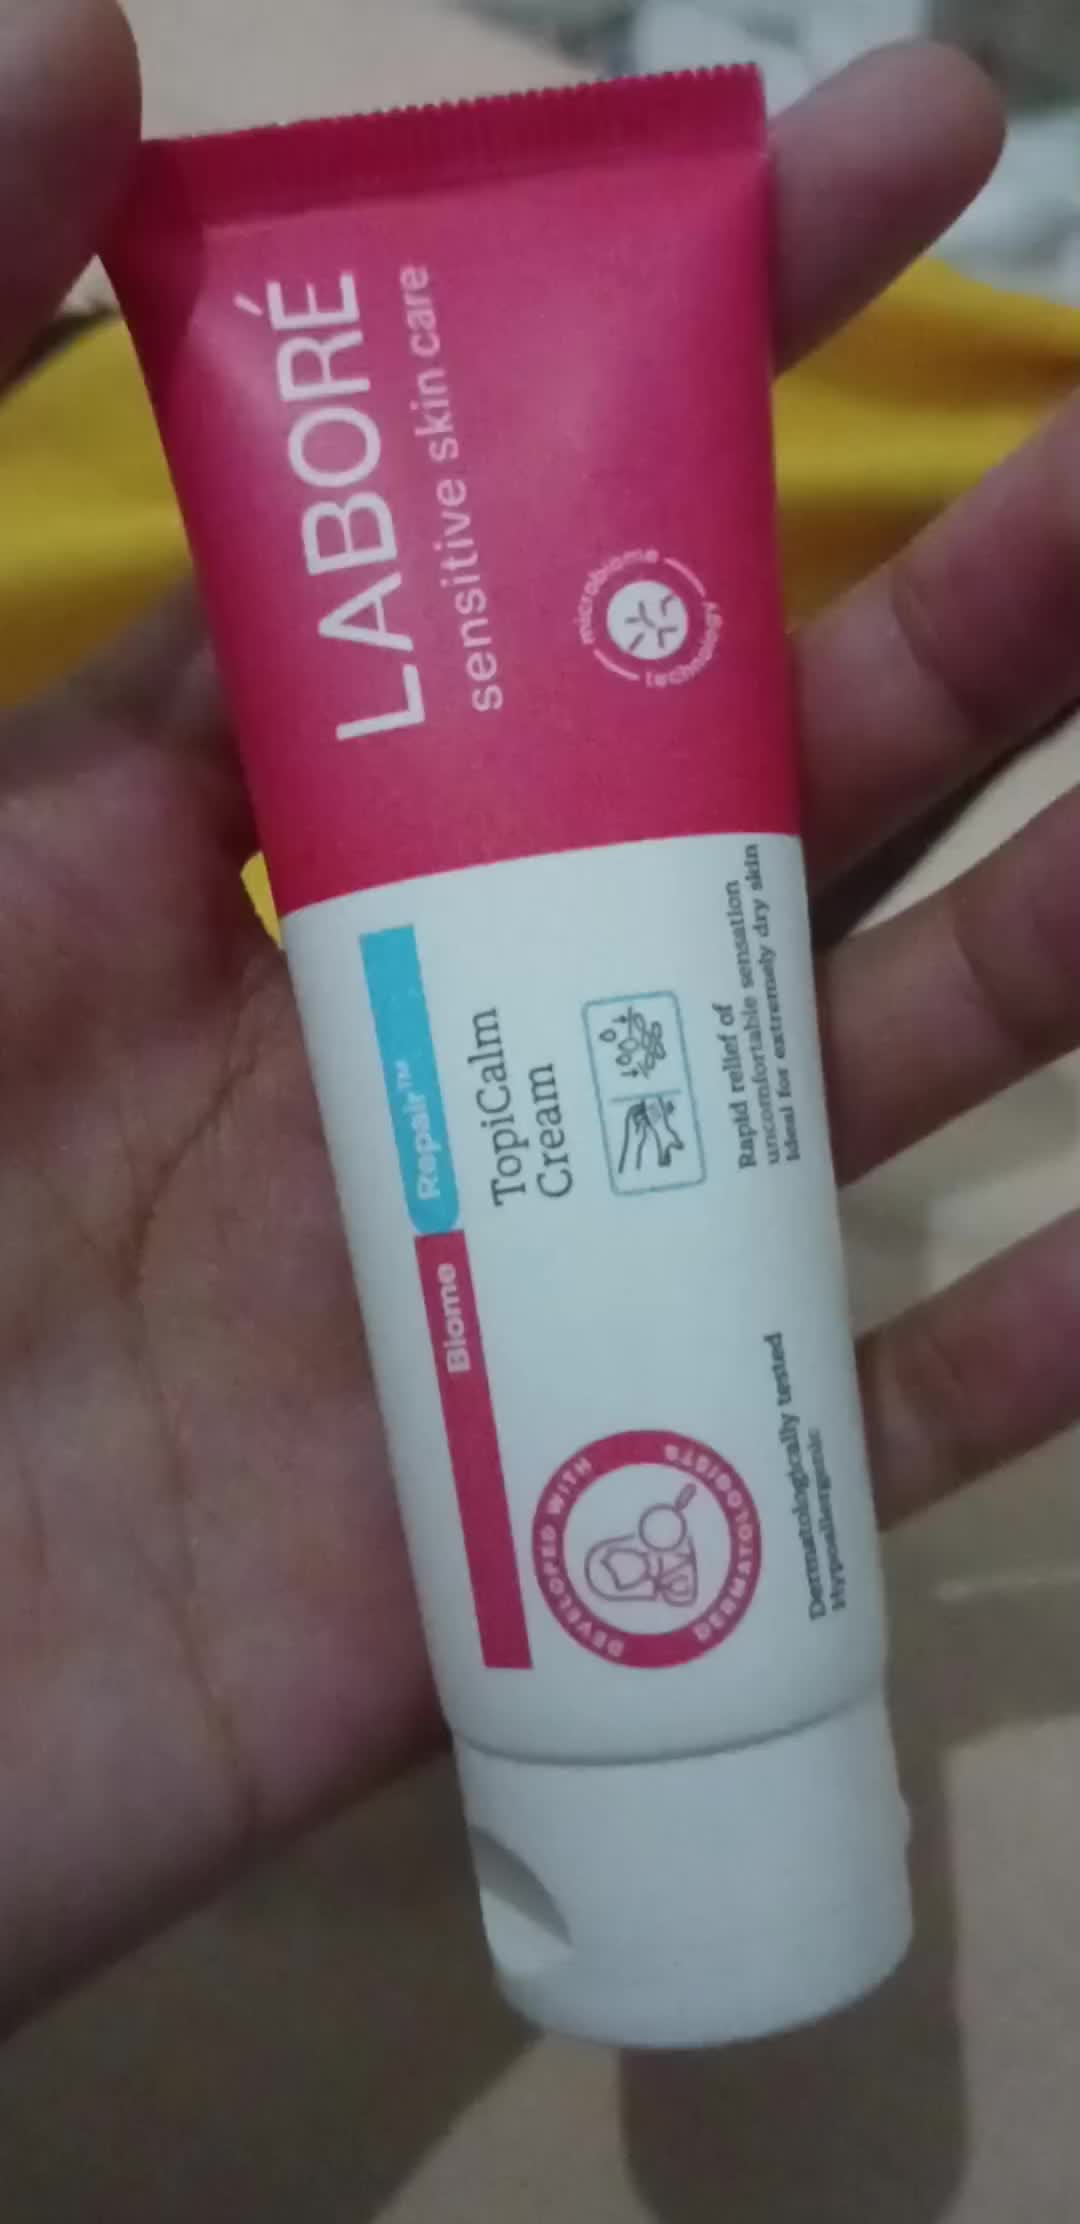 LABORÉ
sensitive skin care
microbiome
technology
Biome Repair™
TopiCalm
Cream
Rapid relief of
uncomfortable sensation
Ideal for extremely dry skin
DEVELOPED WITH
DERMATOLOGISTS
Dermatologically tested
Hypoallergenic